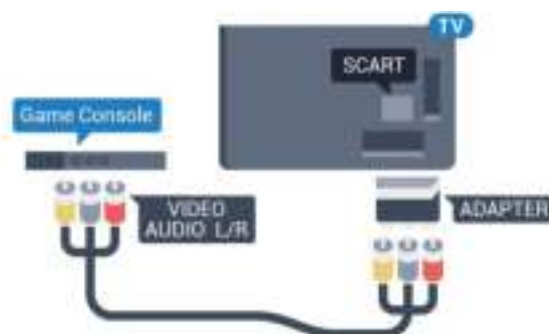 TV
SCART
Game Console
VIDEO
AUDIO L/R
ADAPTER